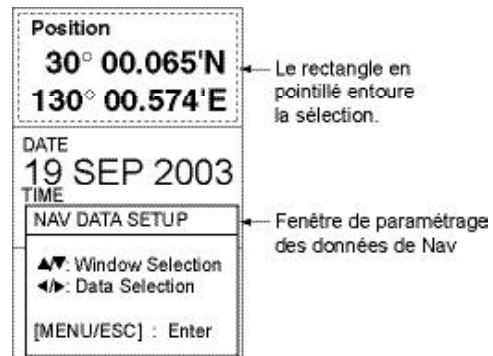 Position
30° 00.065'N
130° 00.574'E
Le rectangle en
pointillé entoure
la sélection.
DATE
19 SEP 2003
TIME
NAV DATA SETUP
Fenêtre de paramétrage
des données de Nav
▲/▼: Window Selection
◄/►: Data Selection
[MENU/ESC] : Enter